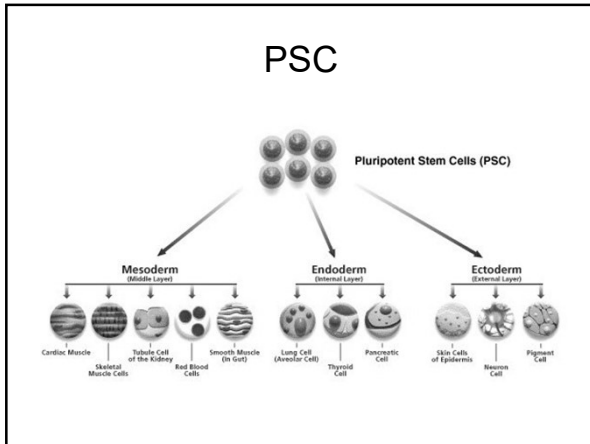 PSC
Pluripotent Stem Cells (PSC)
Mesoderm
(Middle Layer)
Endoderm
(Internal Layer)
Ectoderm
(External Layer)
Cardiac Muscle
Skeletal
Muscle Cells
Tubule Cell
of the Kidney
Red Blood
Cells
Smooth Muscle
(In Gut)
Lung Cell
(Aveolar Cell)
Thyroid
Cell
Pancreatic
Cell
Skin Cells
of Epidermis
Neuron
Cell
Pigment
Cell